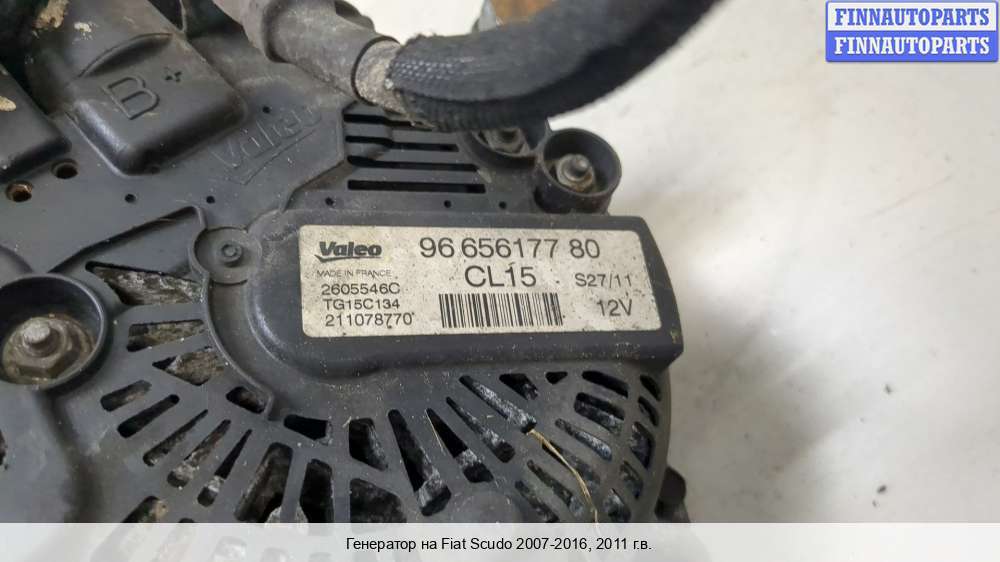 FINNAUTOPARTS
FINNAUTOPARTS
B+
Valeo
Valeo
96 656177 80
MADE IN FRANCE
CL15
S27/11
2605546C
TG15C134
12V
211078770
Генератор на Fiat Scudo 2007-2016, 2011 г.в.